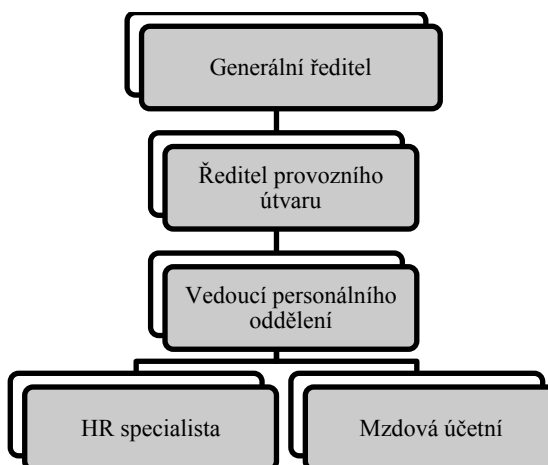 Generální ředitel
Ředitel provozního
útvaru
Vedoucí personálního
oddělení
HR specialista
Mzdová účetní